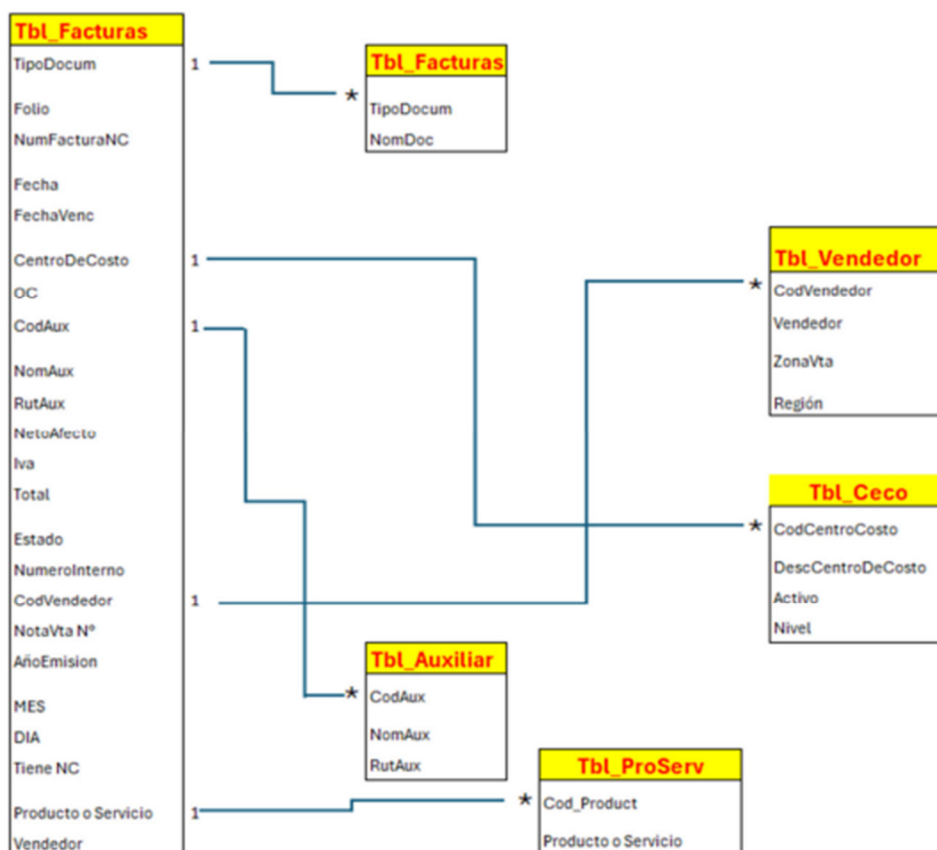 Tbl_Facturas
TipoDocum
Folio
NumFacturaNC
Fecha
FechaVenc
CentroDeCosto
OC
CodAux
NomAux
RutAux
NetoAfecto
Iva
Total
Estado
NumeroInterno
CodVendedor
NotaVta Nº
AñoEmision
MES
DIA
Tiene NC
Producto o Servicio
Vendedor
1
1
1
1
1
Tbl_Facturas
*
TipoDocum
NomDoc
Tbl_Vendedor
*
CodVendedor
Vendedor
ZonaVta
Región
Tbl_Ceco
*
CodCentroCosto
DescCentroDeCosto
Activo
Nivel
Tbl_Auxiliar
*
CodAux
NomAux
RutAux
Tbl_ProServ
*
Cod_Product
Producto o Servicio